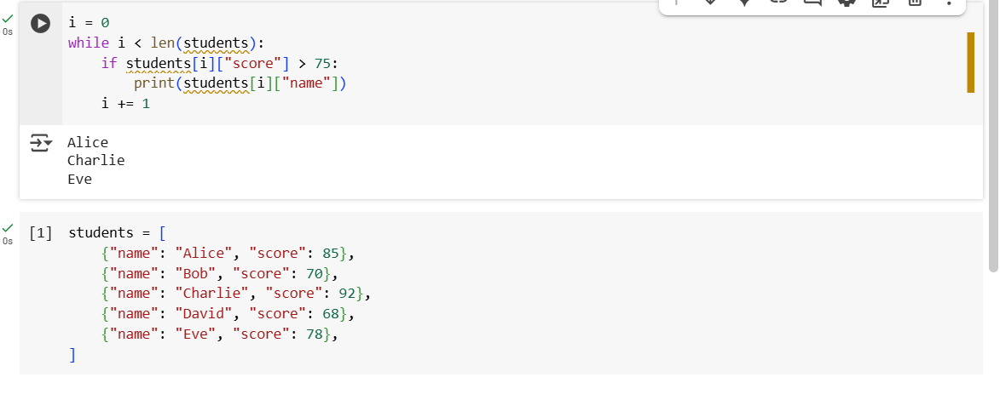 0s
i = 0
while i < len(students):
    if students[i]["score"] > 75:
        print(students[i]["name"])
    i += 1
Alice
Charlie
Eve
0s
[1]
students = [
    {"name": "Alice", "score": 85},
    {"name": "Bob", "score": 70},
    {"name": "Charlie", "score": 92},
    {"name": "David", "score": 68},
    {"name": "Eve", "score": 78},
]